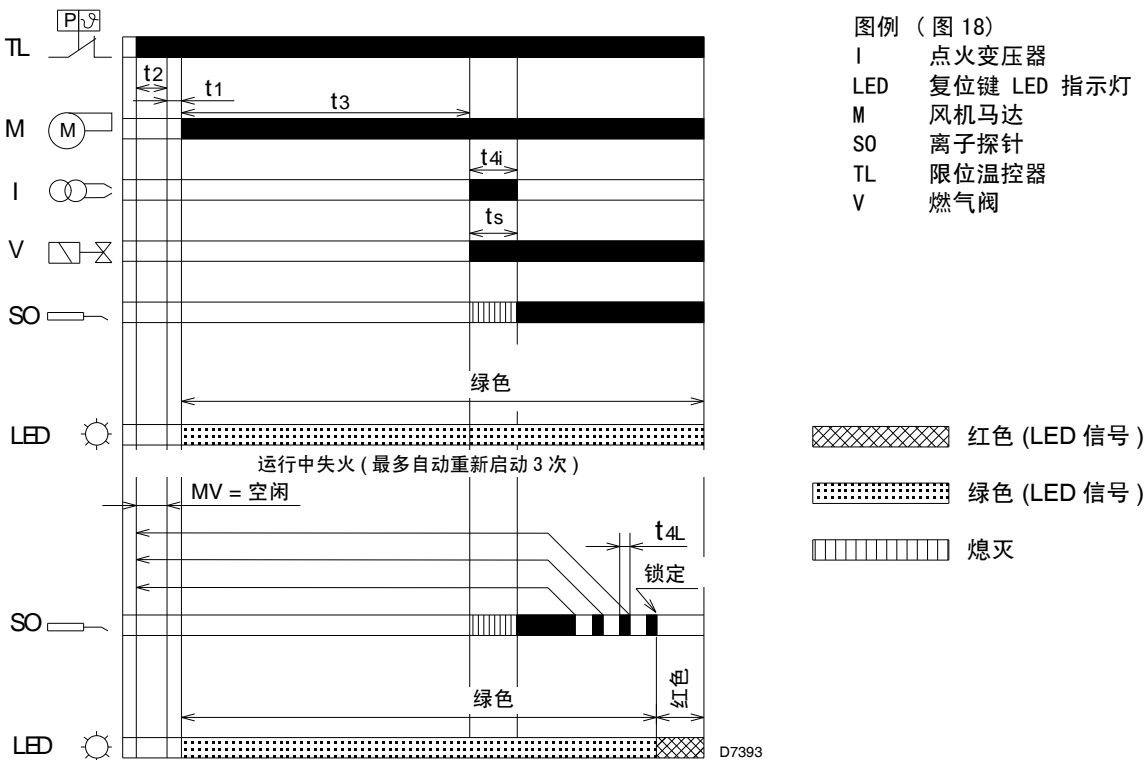 P ϑ
TL
t2
t1
t3
M
M
t4i
I
ts
V
SO
绿色
LED
运行中失火 ( 最多自动重新启动 3 次 )
MV = 空闲
t4L
锁定
SO
绿色
红色
LED
D7393
图例 ( 图 18)
I 点火变压器
LED 复位键 LED 指示灯
M 风机马达
SO 离子探针
TL 限位温控器
V 燃气阀
红色 (LED 信号 )
绿色 (LED 信号 )
熄灭